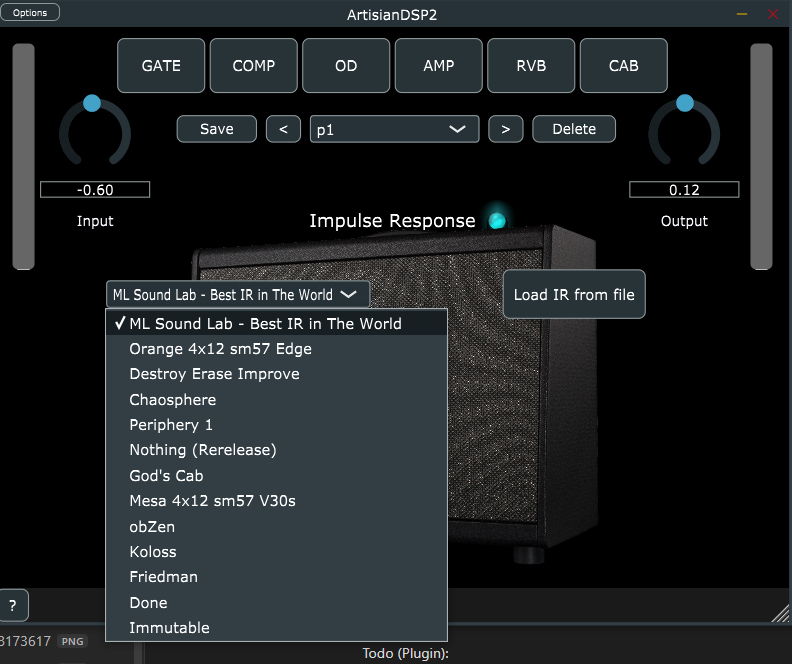 Options
ArtisianDSP2
GATE
COMP
OD
AMP
RVB
CAB
Save
<
p1
>
Delete
-0.60
0.12
Input
Output
Impulse Response
ML Sound Lab - Best IR in The World
Load IR from file
✓ ML Sound Lab - Best IR in The World
Orange 4x12 sm57 Edge
Destroy Erase Improve
Chaosphere
Periphery 1
Nothing (Rerelease)
God's Cab
Mesa 4x12 sm57 V30s
obZen
Koloss
Friedman
Done
Immutable
?
3173617 PNG
Todo (Plugin):